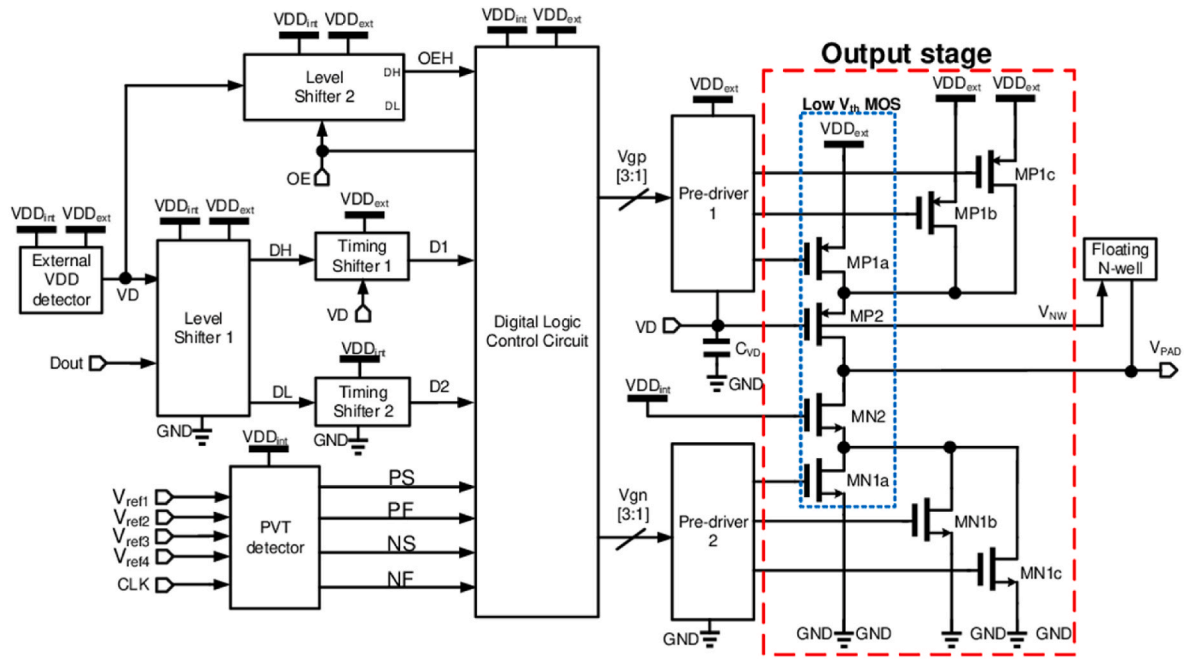 Output stage
VDDint VDDext
Level
Shifter 2
DH
DL
OEH
OE
VDDint VDDext
External
VDD
detector
VD
VDDint VDDext
Level
Shifter 1
Dout
GND
DH
DL
VDDext
Timing
Shifter 1
VD
D1
VDDint
Timing
Shifter 2
GND
D2
VDDint
Vref1
Vref2
Vref3
Vref4
CLK
PVT
detector
PS
PF
NS
NF
VDDint VDDext
Digital Logic
Control Circuit
Vgp
[3:1]
Vgn
[3:1]
VDDext
Pre-driver
1
VD
CVD
GND
VDDint
Pre-driver
2
GND
Low Vth MOS
VDDext
VDDext
VDDext
MP1c
MP1b
MP1a
MP2
MN2
MN1a
MN1b
MN1c
Floating
N-well
VNW
VPAD
GND GND GND GND